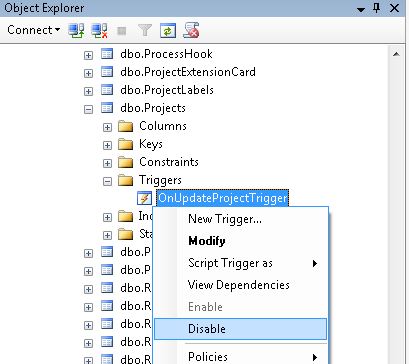 Object Explorer
Connect
dbo.ProcessHook
dbo.ProjectExtensionCard
dbo.ProjectLabels
dbo.Projects
Columns
Keys
Constraints
Triggers
OnUpdateProjectTrigger
Ind
Sta
dbo.P
dbo.P
dbo.R
dbo.R
dbo.R
dbo.R
New Trigger...
Modify
Script Trigger as
View Dependencies
Enable
Disable
Policies